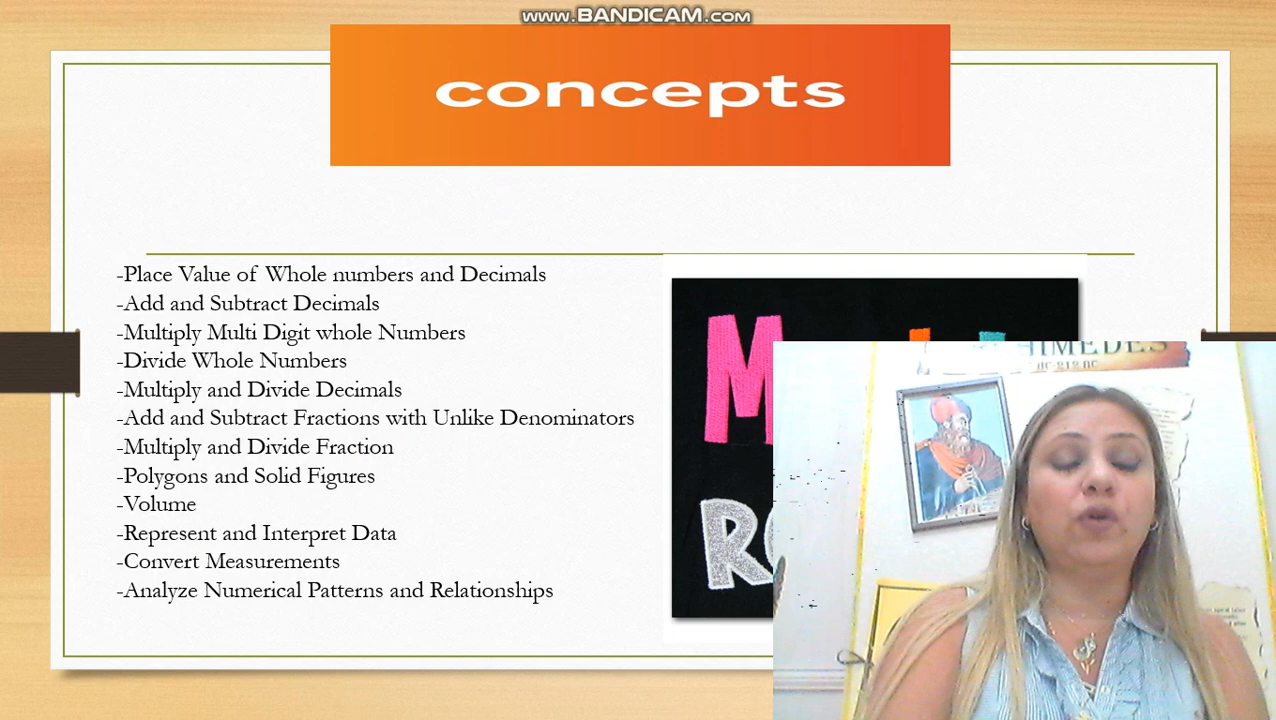 www.BANDICAM.com
concepts
-Place Value of Whole numbers and Decimals
-Add and Subtract Decimals
-Multiply Multi Digit whole Numbers
-Divide Whole Numbers
-Multiply and Divide Decimals
-Add and Subtract Fractions with Unlike Denominators
-Multiply and Divide Fraction
-Polygons and Solid Figures
-Volume
-Represent and Interpret Data
-Convert Measurements
-Analyze Numerical Patterns and Relationships